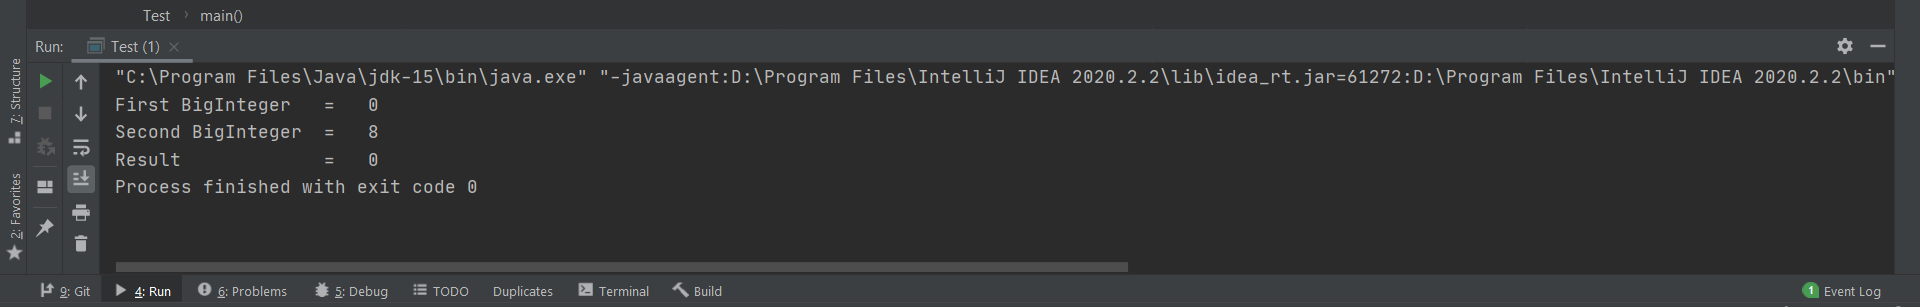 Test › main()
Run: Test (1) ×
7: Structure
2: Favorites
"C:\Program Files\Java\jdk-15\bin\java.exe" "-javaagent:D:\Program Files\IntelliJ IDEA 2020.2.2\lib\idea_rt.jar=61272:D:\Program Files\IntelliJ IDEA 2020.2.2\bin"
First BigInteger   =   0
Second BigInteger  =   8
Result             =   0
Process finished with exit code 0
9: Git 4: Run 6: Problems 5: Debug TODO Duplicates Terminal Build 1 Event Log